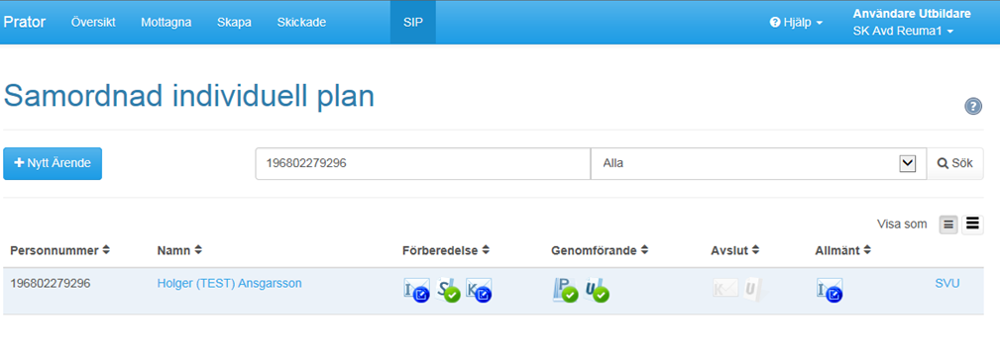 Prator Översikt Mottagna Skapa Skickade SIP Hjälp Användare Utbildare
SK Avd Reuma1
Samordnad individuell plan
?
+ Nytt Ärende 196802279296 Alla Sök
Visa som
Personnummer Namn Förberedelse Genomförande Avslut Allmänt
196802279296 Holger (TEST) Ansgarsson I S K P U K U I SVU